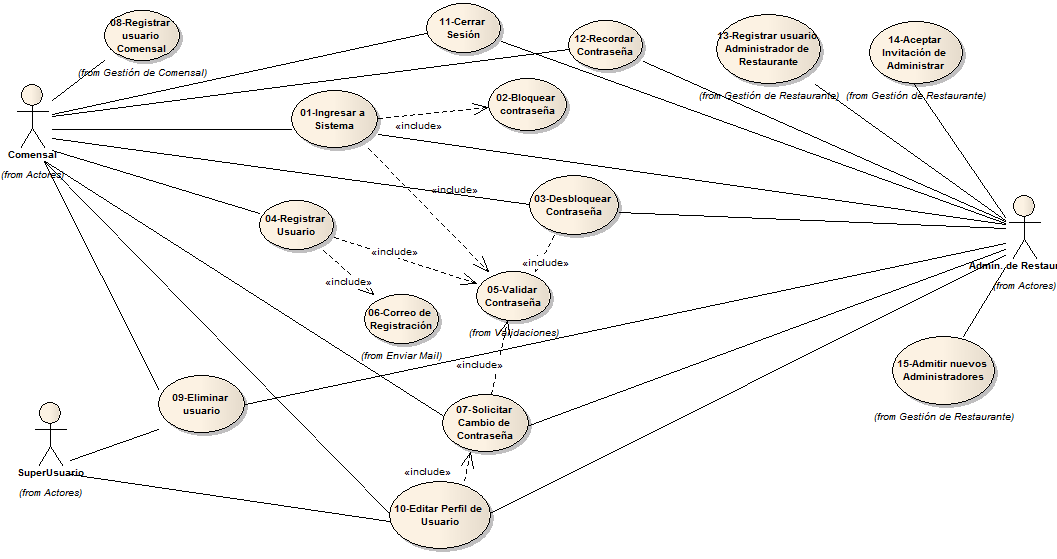 08-Registrar
usuario
Comensal
(from Gestión de Comensal)
11-Cerrar
Sesión
12-Recordar
Contraseña
13-Registrar usuario
Administrador de
Restaurante
(from Gestión de Restaurante)
14-Aceptar
Invitación de
Administrar
(from Gestión de Restaurante)
01-Ingresar a
Sistema
«include»
02-Bloquear
contraseña
Comensal
(from Actores)
«include»
03-Desbloquear
Contraseña
04-Registrar
Usuario
«include»
«include»
«include»
05-Validar
Contraseña
(from Validaciones)
06-Correo de
Registración
(from Enviar Mail)
Admin. de Restaur
(from Actores)
15-Admitir nuevos
Administradores
(from Gestión de Restaurante)
«include»
09-Eliminar
usuario
07-Solicitar
Cambio de
Contraseña
SuperUsuario
(from Actores)
«include»
10-Editar Perfil de
Usuario